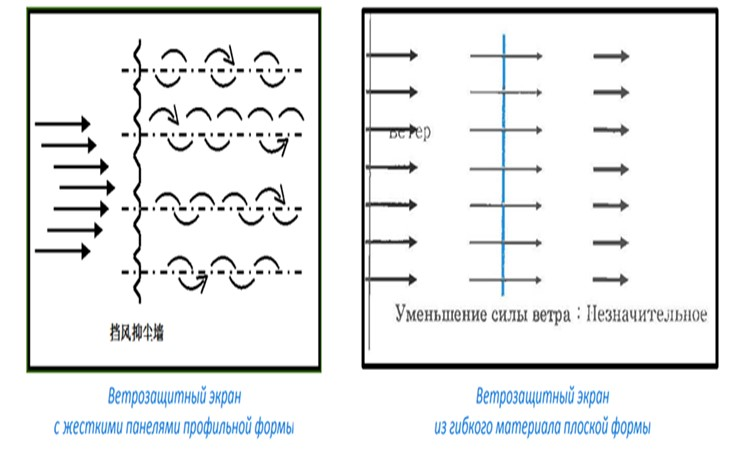 挡风抑尘墙
Ветрозащитный экран
с жесткими панелями профильной формы
ветер
Уменьшение силы ветра : Незначительное
Ветрозащитный экран
из гибкого материала плоской формы